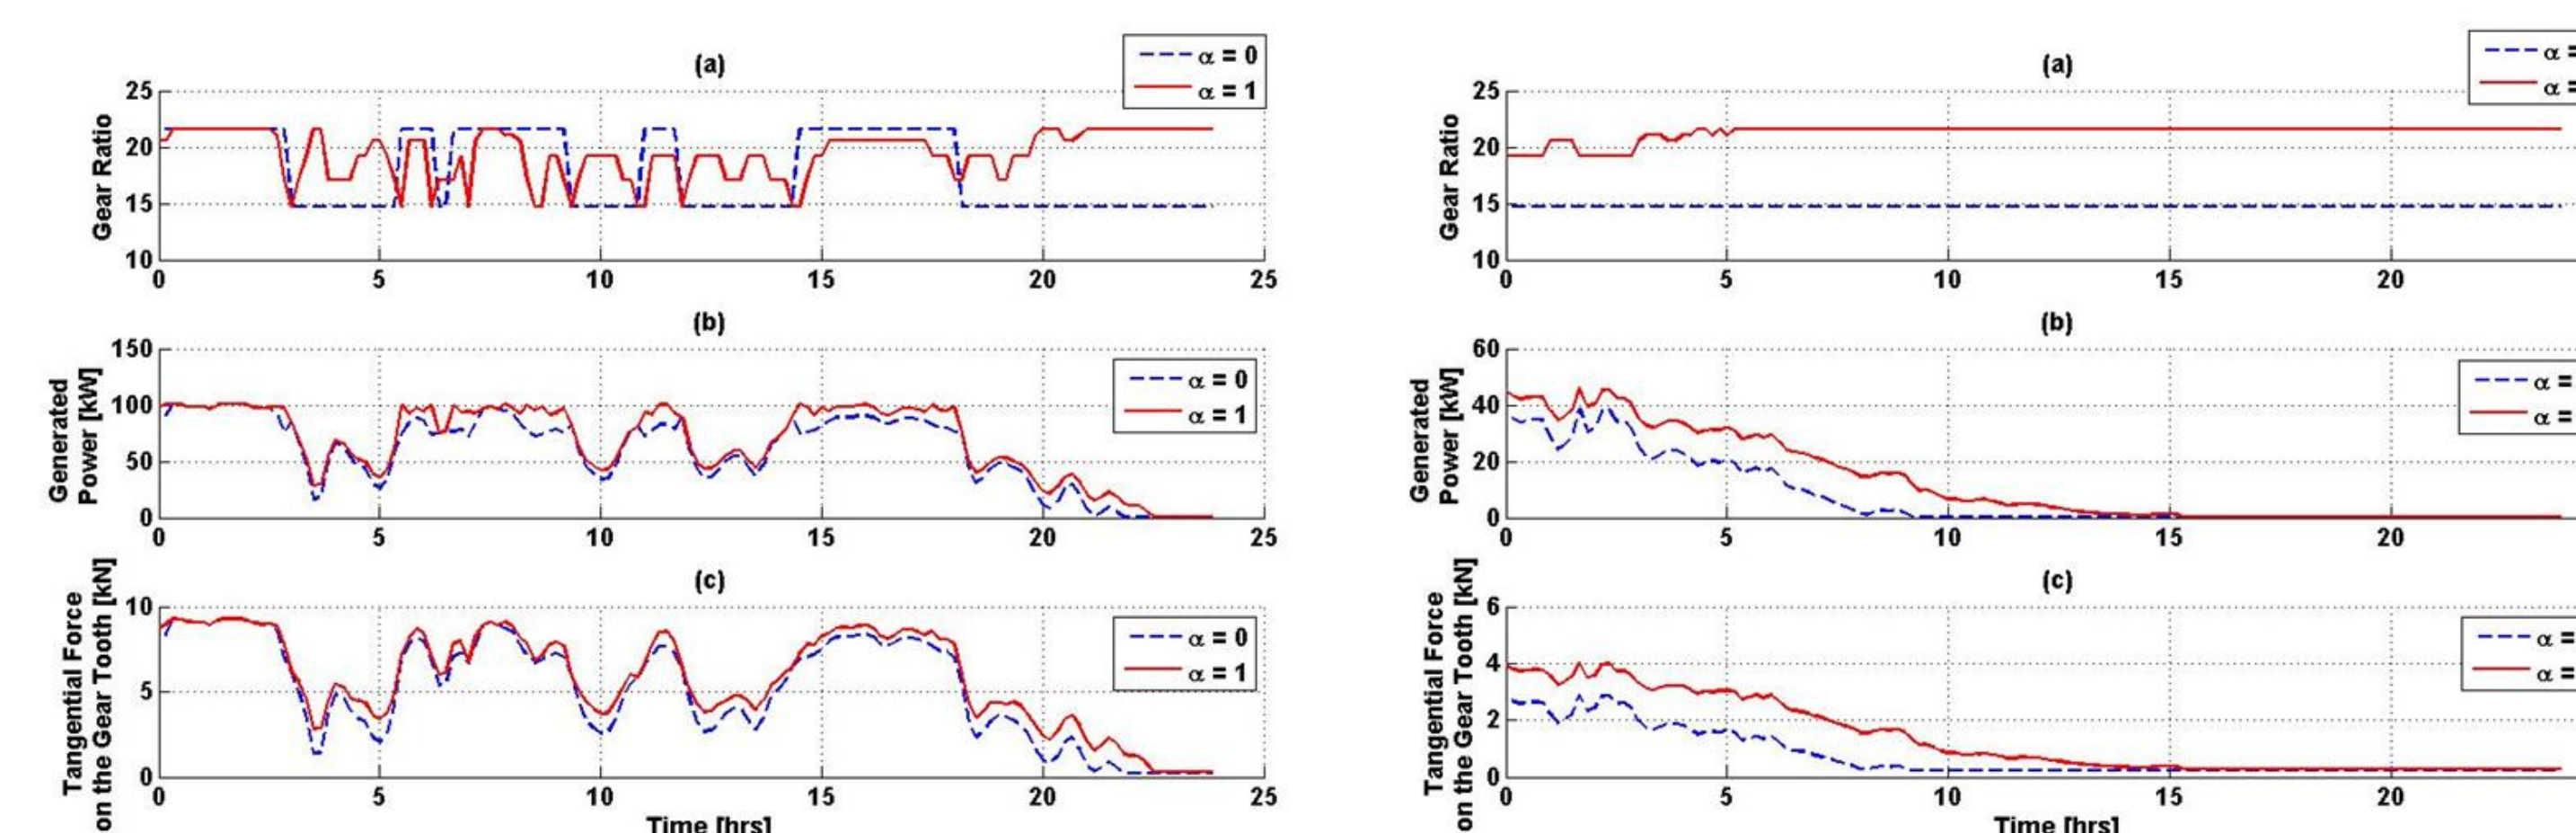 (a)
α = 0
α = 1
Gear Ratio
25
20
15
10
0 5 10 15 20 25
(b)
α = 0
α = 1
Generated
Power [kW]
150
100
50
0
0 5 10 15 20 25
(c)
α = 0
α = 1
Tangential Force
on the Gear Tooth [kN]
10
5
0
0 5 10 15 20 25
Time [hrs]
(a)
α =
α =
Gear Ratio
25
20
15
10
0 5 10 15 20
(b)
α =
α =
Generated
Power [kW]
60
40
20
0
0 5 10 15 20
(c)
α =
α =
Tangential Force
on the Gear Tooth [kN]
6
4
2
0
0 5 10 15 20
Time [hrs]